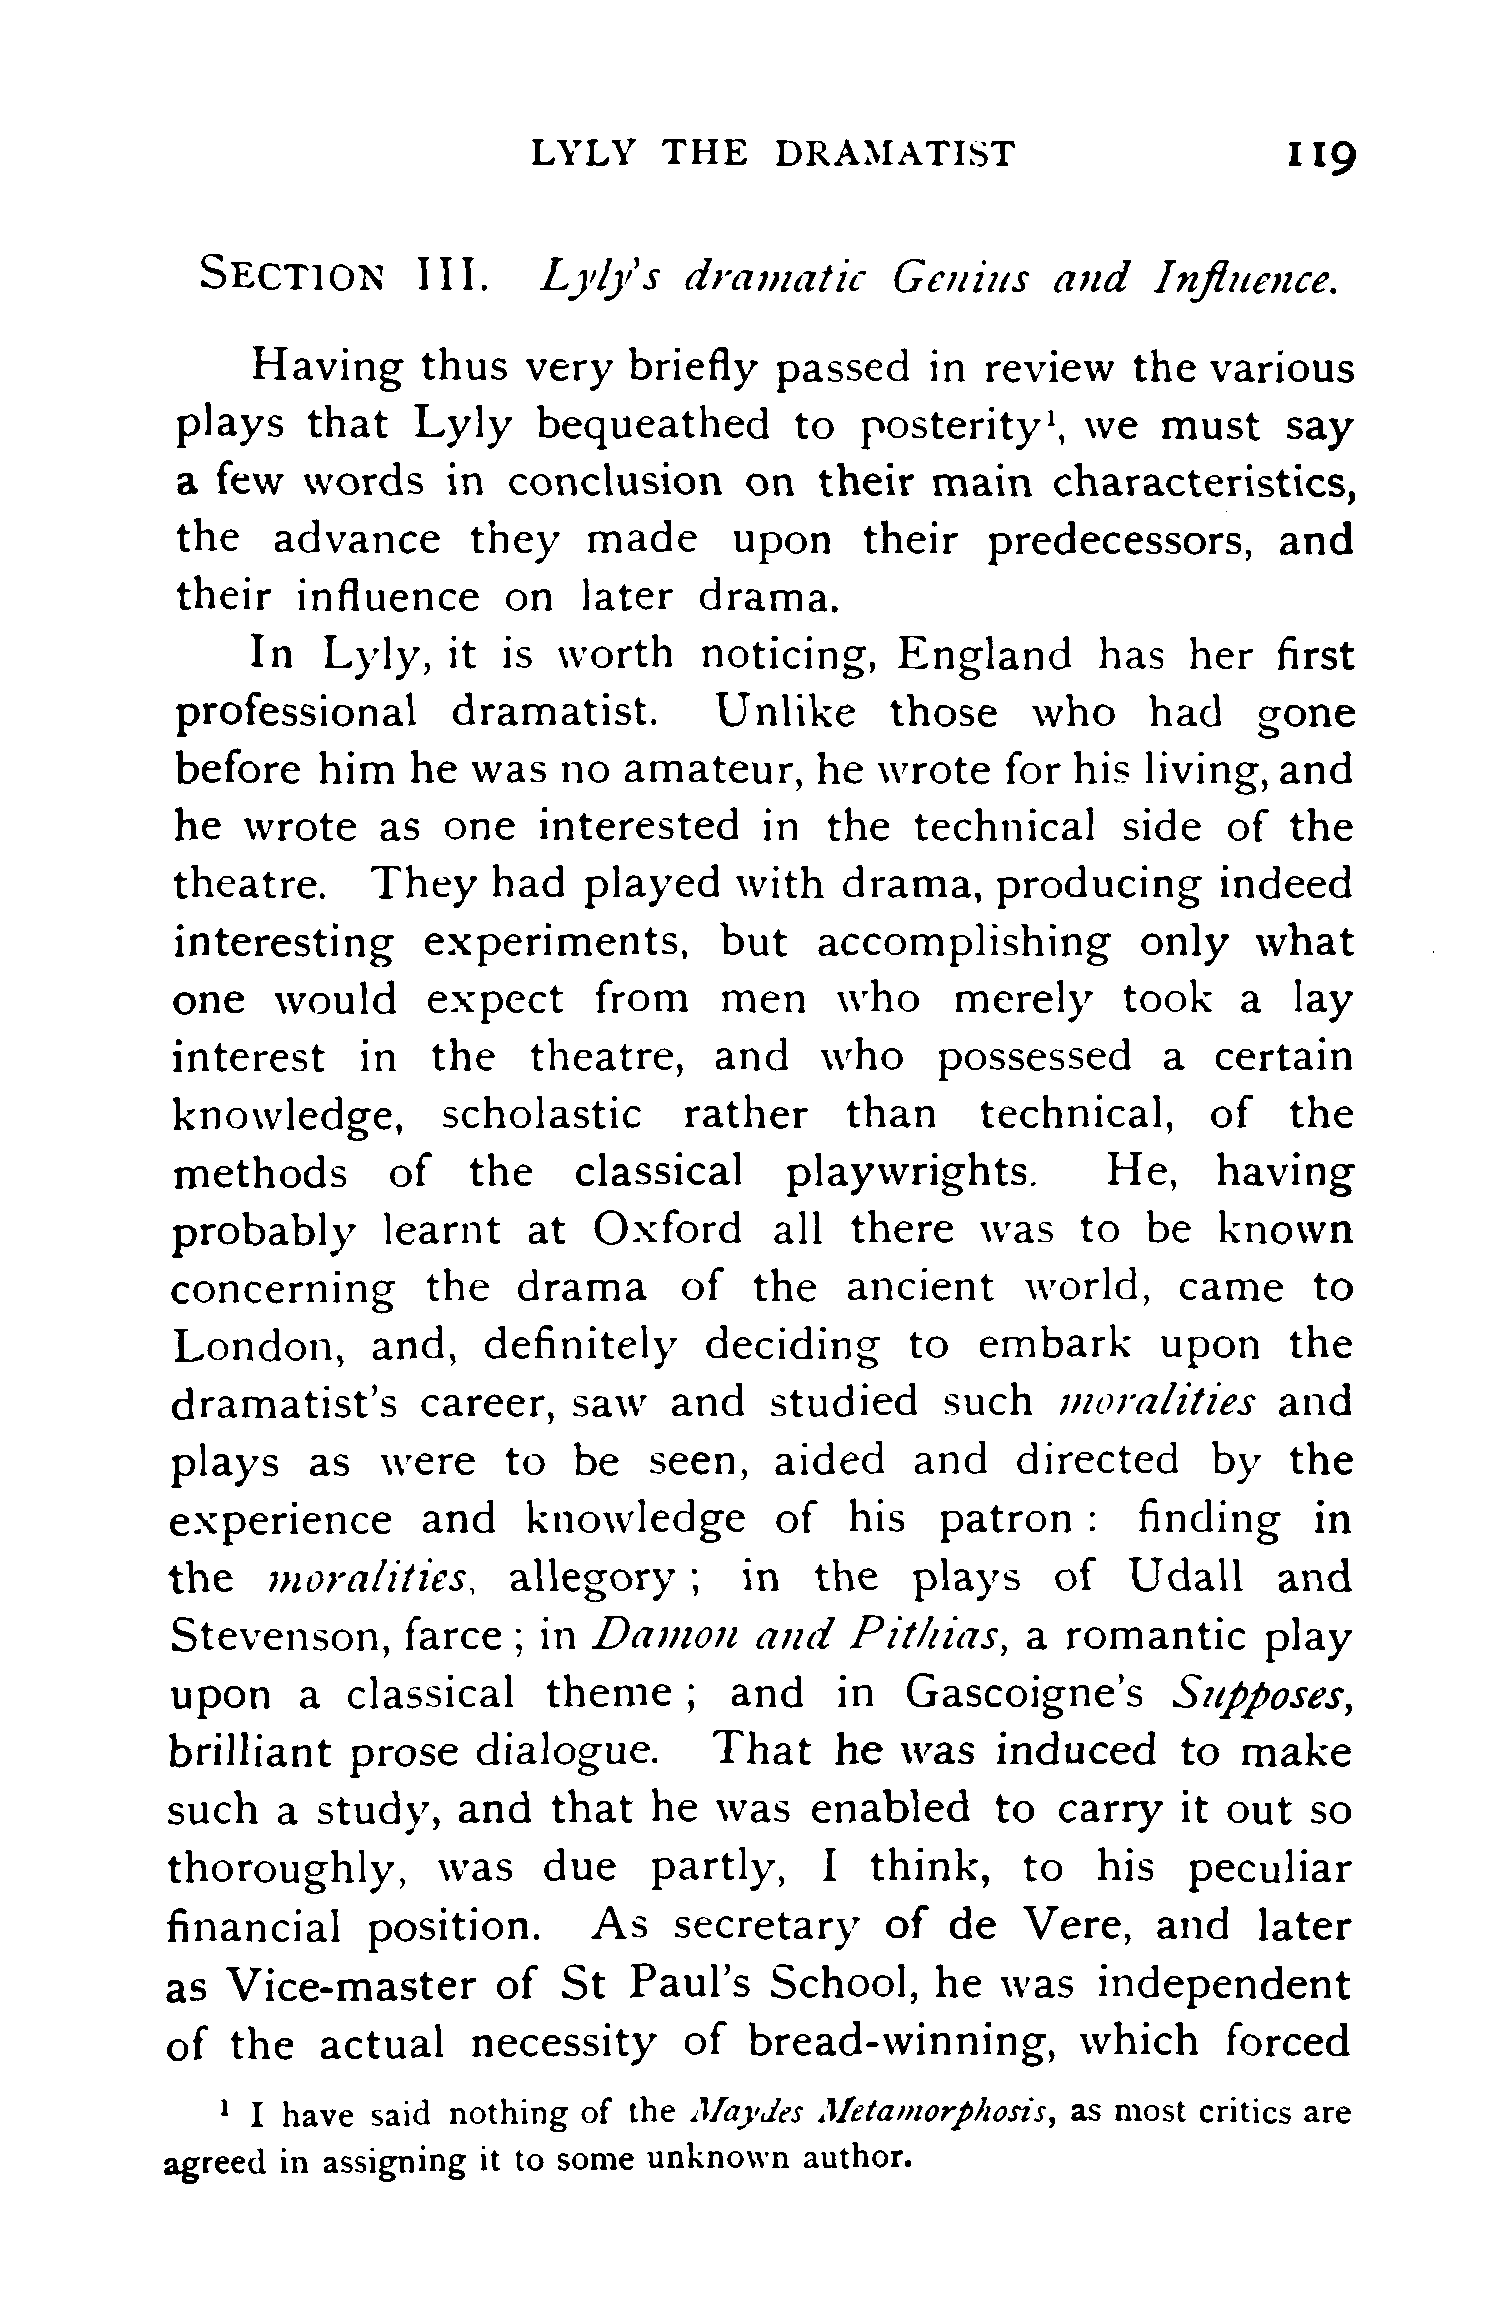 LYLY THE DRAMATIST 119
SECTION III. Lyly's dramatic Genius and Influence.
Having thus very briefly passed in review the various
plays that Lyly bequeathed to posterity¹, we must say
a few words in conclusion on their main characteristics,
the advance they made upon their predecessors, and
their influence on later drama.
In Lyly, it is worth noticing, England has her first
professional dramatist. Unlike those who had gone
before him he was no amateur, he wrote for his living, and
he wrote as one interested in the technical side of the
theatre. They had played with drama, producing indeed
interesting experiments, but accomplishing only what
one would expect from men who merely took a lay
interest in the theatre, and who possessed a certain
knowledge, scholastic rather than technical, of the
methods of the classical playwrights. He, having
probably learnt at Oxford all there was to be known
concerning the drama of the ancient world, came to
London, and, definitely deciding to embark upon the
dramatist's career, saw and studied such moralities and
plays as were to be seen, aided and directed by the
experience and knowledge of his patron : finding in
the moralities, allegory ; in the plays of Udall and
Stevenson, farce ; in Damon and Pithias, a romantic play
upon a classical theme ; and in Gascoigne's Supposes,
brilliant prose dialogue. That he was induced to make
such a study, and that he was enabled to carry it out so
thoroughly, was due partly, I think, to his peculiar
financial position. As secretary of de Vere, and later
as Vice-master of St Paul's School, he was independent
of the actual necessity of bread-winning, which forced
¹ I have said nothing of the Maydes Metamorphosis, as most critics are
agreed in assigning it to some unknown author.